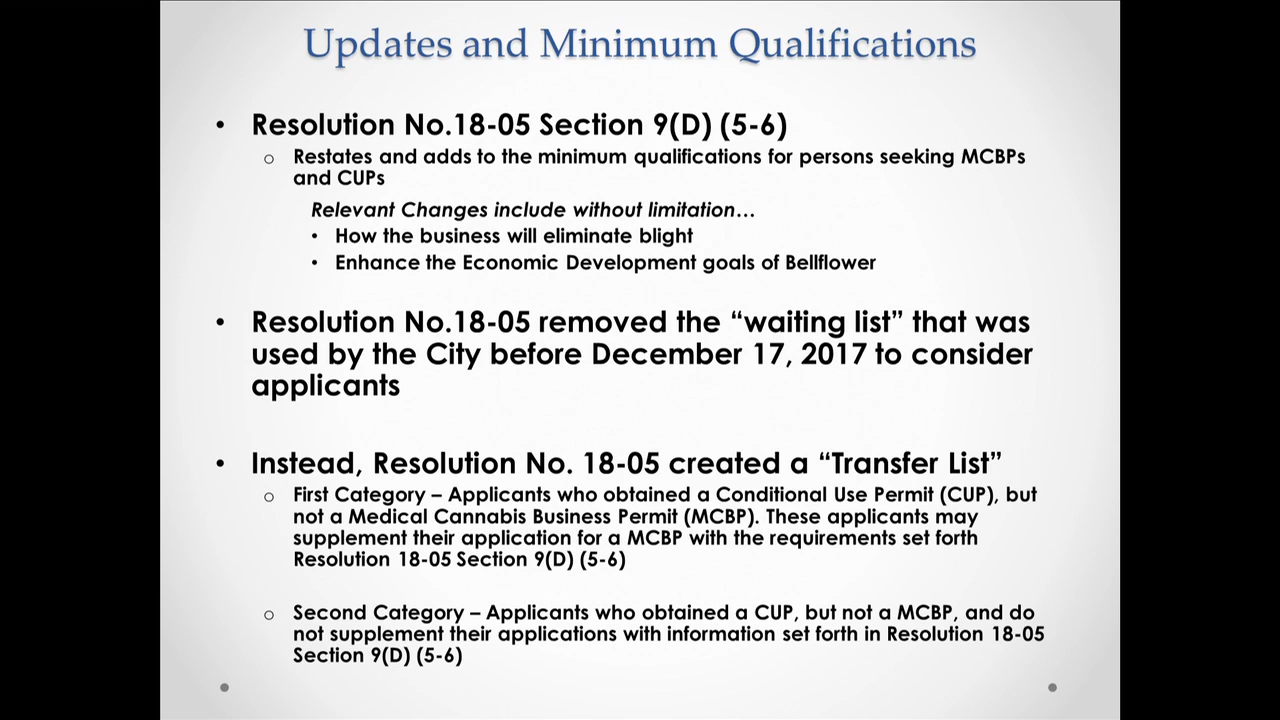 Updates and Minimum Qualifications
• Resolution No.18-05 Section 9(D) (5-6)
o Restates and adds to the minimum qualifications for persons seeking MCBPs
and CUPs
Relevant Changes include without limitation…
• How the business will eliminate blight
• Enhance the Economic Development goals of Bellflower
• Resolution No.18-05 removed the “waiting list” that was
used by the City before December 17, 2017 to consider
applicants
• Instead, Resolution No. 18-05 created a “Transfer List”
o First Category – Applicants who obtained a Conditional Use Permit (CUP), but
not a Medical Cannabis Business Permit (MCBP). These applicants may
supplement their application for a MCBP with the requirements set forth
Resolution 18-05 Section 9(D) (5-6)
o Second Category – Applicants who obtained a CUP, but not a MCBP, and do
not supplement their applications with information set forth in Resolution 18-05
Section 9(D) (5-6)